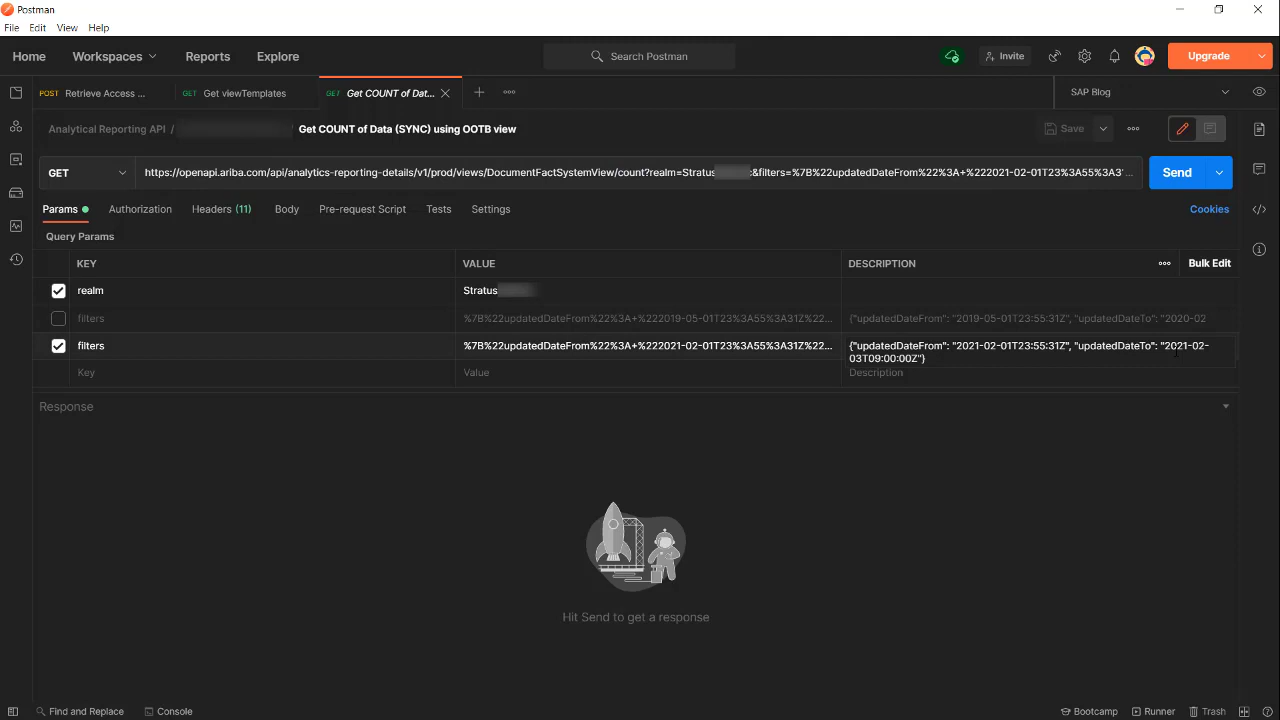 Postman
File Edit View Help
Home Workspaces Reports Explore Search Postman Invite Upgrade
POST Retrieve Access ... GET Get viewTemplates GET Get COUNT of Dat... SAP Blog
Analytical Reporting API / / Get COUNT of Data (SYNC) using OOTB view Save
GET https://openapi.ariba.com/api/analytics-reporting-details/v1/prod/views/DocumentFactSystemView/count?realm=Stratus &filters=%7B%22updatedDateFrom%22%3A+%222021-02-01T23%3A55%3A31... Send
Params Authorization Headers (11) Body Pre-request Script Tests Settings Cookies
Query Params
KEY VALUE DESCRIPTION Bulk Edit
realm Stratus
filters %7B%22updatedDateFrom%22%3A+%222019-05-01T23%3A55%3A31Z%22... {"updatedDateFrom": "2019-05-01T23:55:31Z", "updatedDateTo": "2020-02
filters %7B%22updatedDateFrom%22%3A+%222021-02-01T23%3A55%3A31Z%22... {"updatedDateFrom": "2021-02-01T23:55:31Z", "updatedDateTo": "2021-02-
03T09:00:00Z"}
Key Value Description
Response
Hit Send to get a response
Find and Replace Console Bootcamp Runner Trash